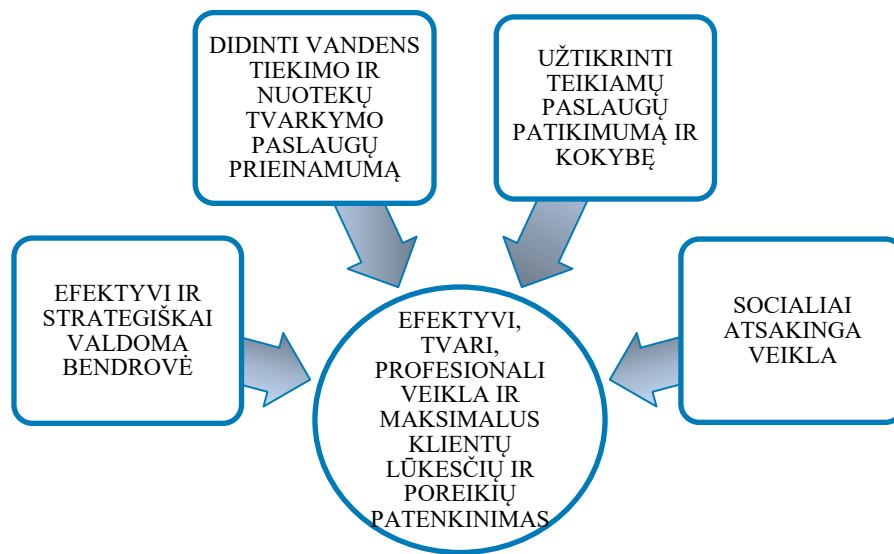 DIDINTI VANDENS
TIEKIMO IR
NUOTEKŲ
TVARKYMO
PASLAUGŲ
PRIEINAMUMĄ
UŽTIKRINTI
TEIKIAMŲ
PASLAUGŲ
PATIKIMUMĄ IR
KOKYBĘ
EFEKTYVI IR
STRATEGIŠKAI
VALDOMA
BENDROVĖ
EFEKTYVI,
TVARI,
PROFESIONALI
VEIKLA IR
MAKSIMALUS
KLIENTŲ
LŪKESČIŲ IR
POREIKIŲ
PATENKINIMAS
SOCIALIAI
ATSAKINGA
VEIKLA